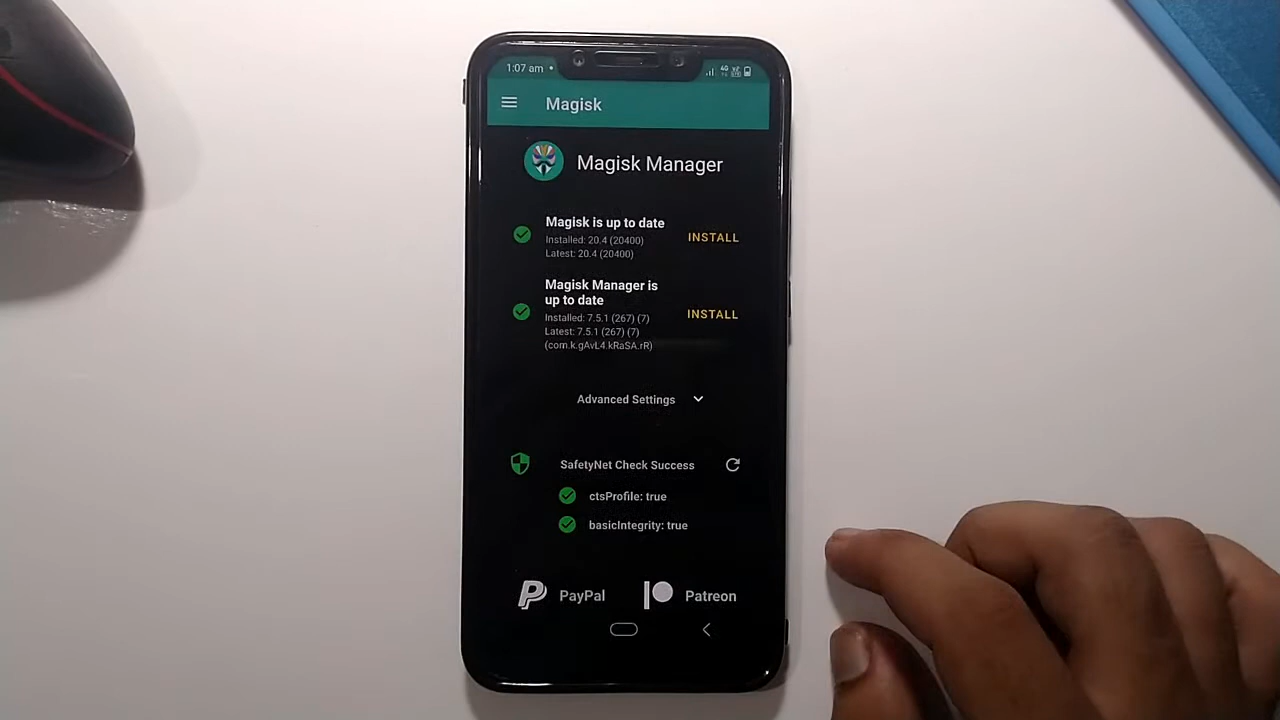 1:07 am
Magisk
Magisk Manager
Magisk is up to date
Installed: 20.4 (20400)
Latest: 20.4 (20400)
INSTALL
Magisk Manager is
up to date
Installed: 7.5.1 (267) (7)
Latest: 7.5.1 (267) (7)
(com.k.gAvL4.kRaSA.rR)
INSTALL
Advanced Settings
SafetyNet Check Success
ctsProfile: true
basicIntegrity: true
PayPal
Patreon